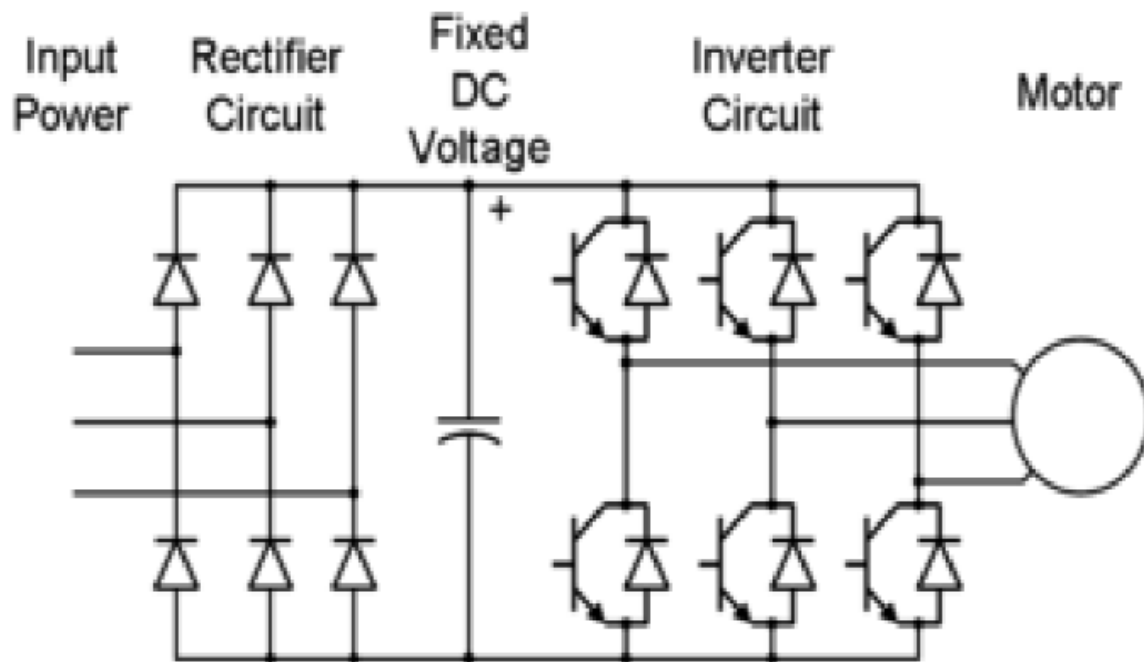 Input
Power
Rectifier
Circuit
Fixed
DC
Voltage
+
Inverter
Circuit
Motor